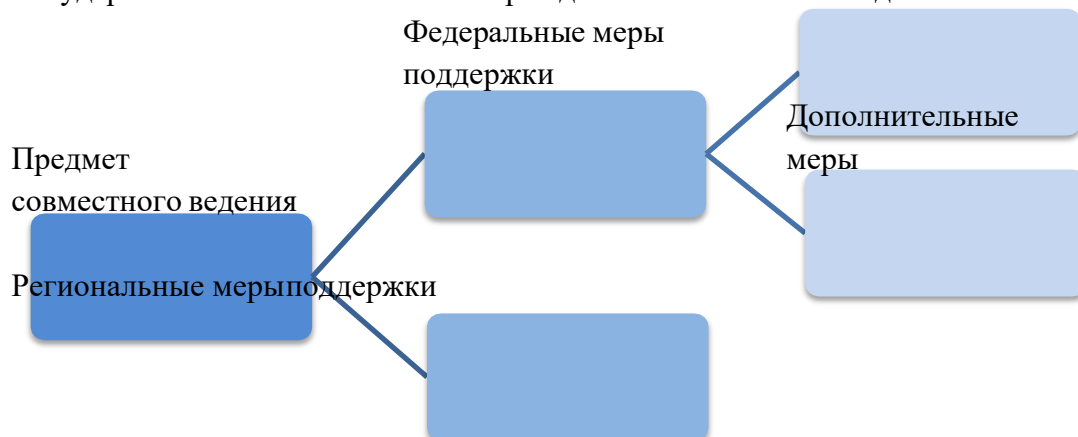 Федеральные меры
поддержки
Дополнительные
меры
Предмет
совместного ведения
Региональные мерыподдержки